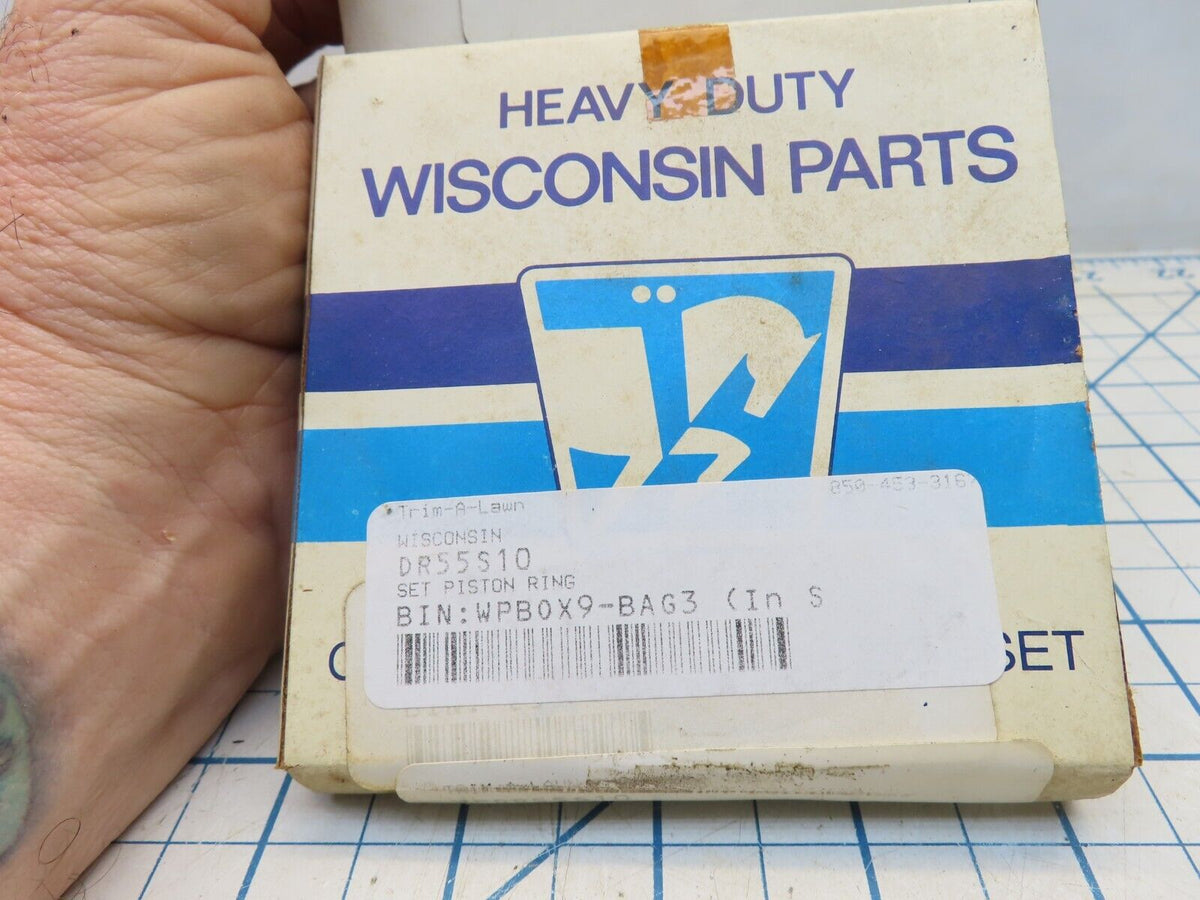 HEAVY DUTY
WISCONSIN PARTS
Trim-A-Lawn 850-453-316
WISCONSIN
DR55S10
SET PISTON RING
BIN:WPBOX9-BAG3 (In S
SET